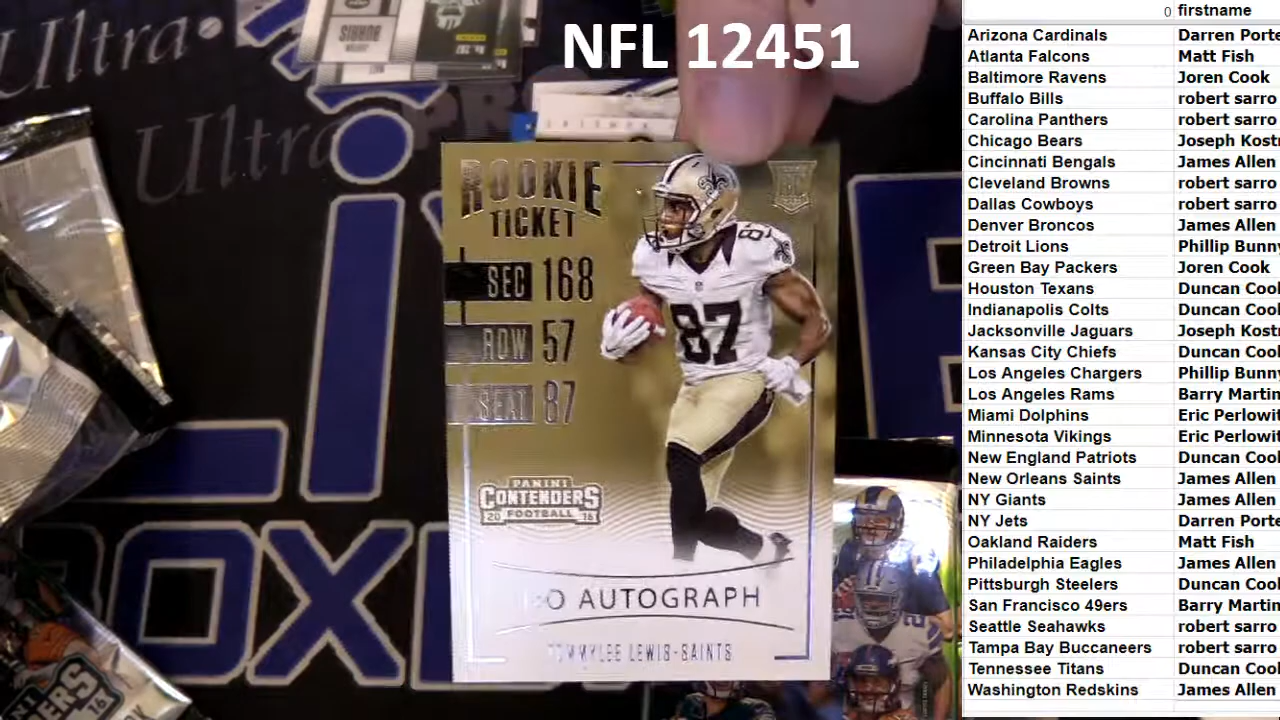 NFL 12451
Ultra
Ultra
ROOKIE
TICKET
SEC 168
ROW 57
SEAT 87
87
PANINI
CONTENDERS
20 FOOTBALL 16
O AUTOGRAPH
TOMMYLEE LEWIS-SAINTS
0 firstname
Arizona Cardinals Darren Porte
Atlanta Falcons Matt Fish
Baltimore Ravens Joren Cook
Buffalo Bills robert sarro
Carolina Panthers robert sarro
Chicago Bears Joseph Kostr
Cincinnati Bengals James Allen
Cleveland Browns robert sarro
Dallas Cowboys robert sarro
Denver Broncos James Allen
Detroit Lions Phillip Bunny
Green Bay Packers Joren Cook
Houston Texans Duncan Cool
Indianapolis Colts Duncan Cool
Jacksonville Jaguars Joseph Kostr
Kansas City Chiefs Duncan Cool
Los Angeles Chargers Phillip Bunny
Los Angeles Rams Barry Martin
Miami Dolphins Eric Perlowit
Minnesota Vikings Eric Perlowit
New England Patriots Duncan Cool
New Orleans Saints James Allen
NY Giants James Allen
NY Jets Darren Porte
Oakland Raiders Matt Fish
Philadelphia Eagles James Allen
Pittsburgh Steelers Duncan Cool
San Francisco 49ers Barry Martin
Seattle Seahawks robert sarro
Tampa Bay Buccaneers robert sarro
Tennessee Titans Duncan Cool
Washington Redskins James Allen